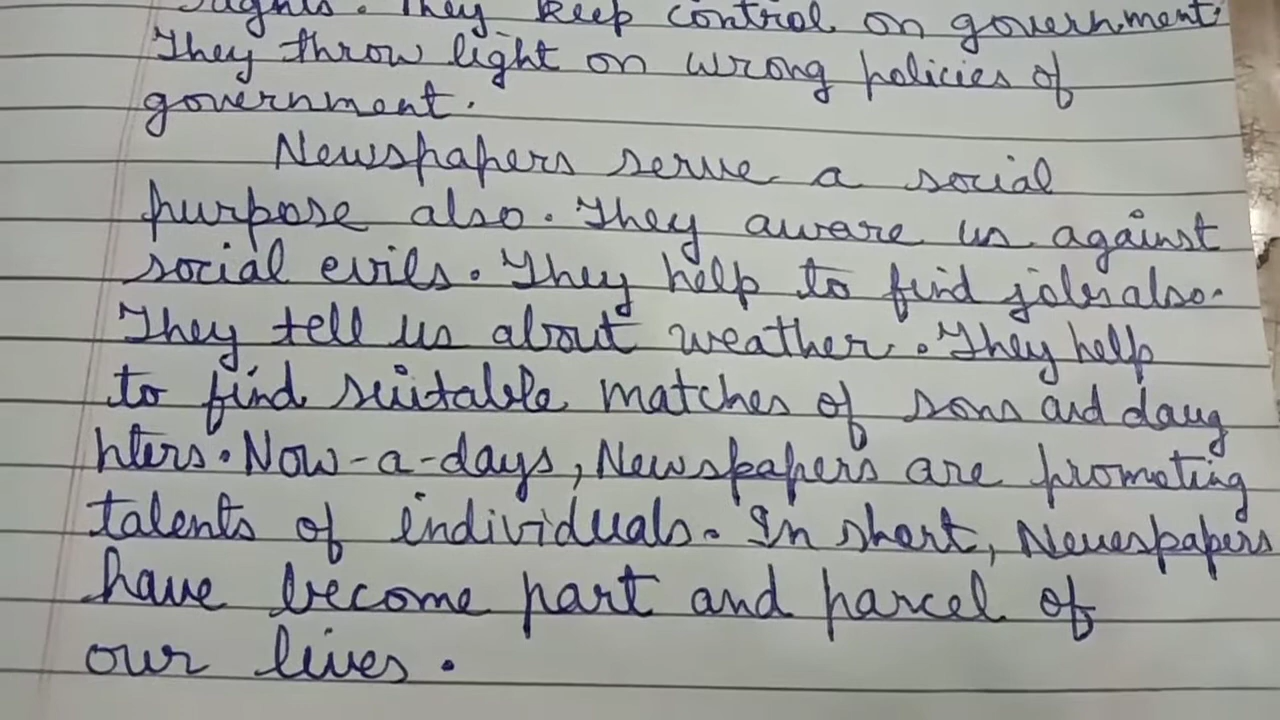 rights. They keep control on government.
They throw light on wrong policies of
government.
Newspapers serve a social
purpose also. They aware us against
social evils. They help to find jobs also.
They tell us about weather. They help
to find suitable matches of sons and daug
hters. Now-a-days, Newspapers are promoting
talents of individuals. In short, Newspapers
have become part and parcel of
our lives.